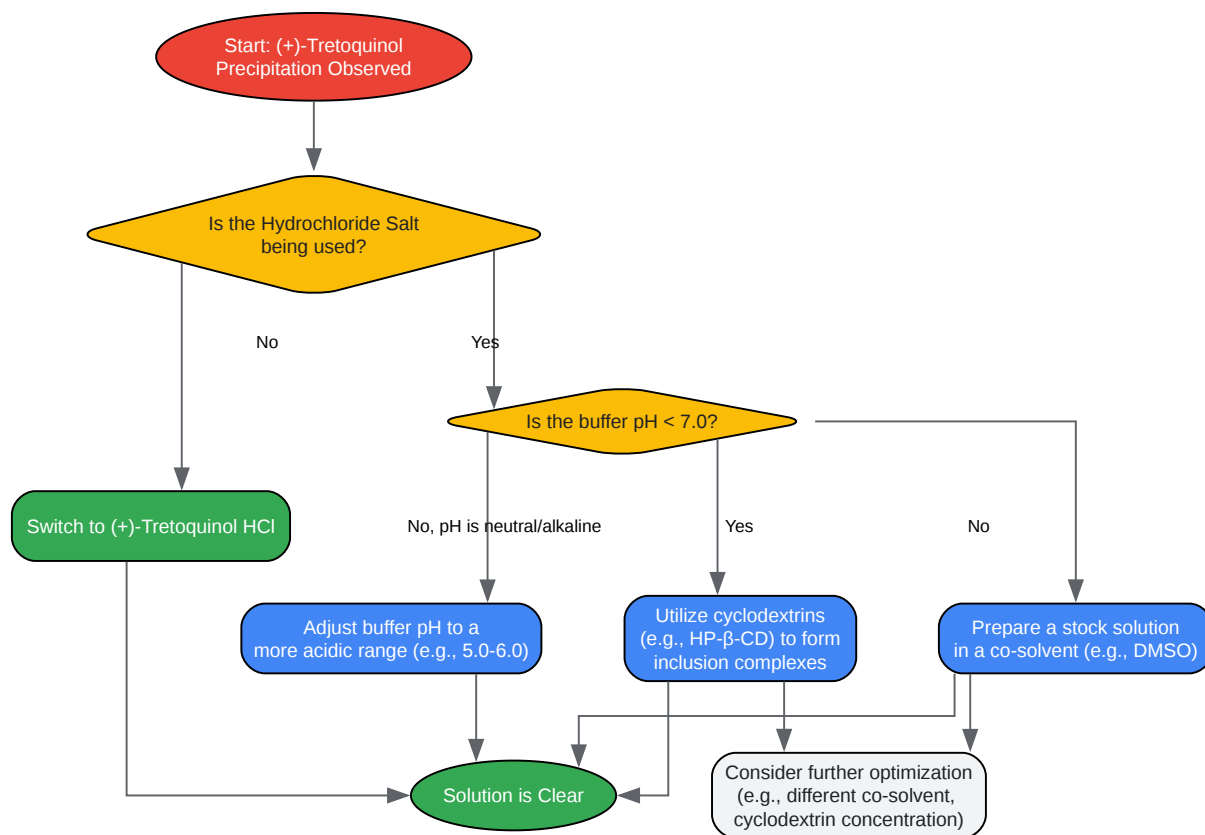 Start: (+)-Tretoquinol
Precipitation Observed
Is the Hydrochloride Salt
being used?
No
Yes
Is the buffer pH < 7.0?
Switch to (+)-Tretoquinol HCl
No, pH is neutral/alkaline
Yes
No
Adjust buffer pH to a
more acidic range (e.g., 5.0-6.0)
Utilize cyclodextrins
(e.g., HP-β-CD) to form
inclusion complexes
Prepare a stock solution
in a co-solvent (e.g., DMSO)
Solution is Clear
Consider further optimization
(e.g., different co-solvent,
cyclodextrin concentration)